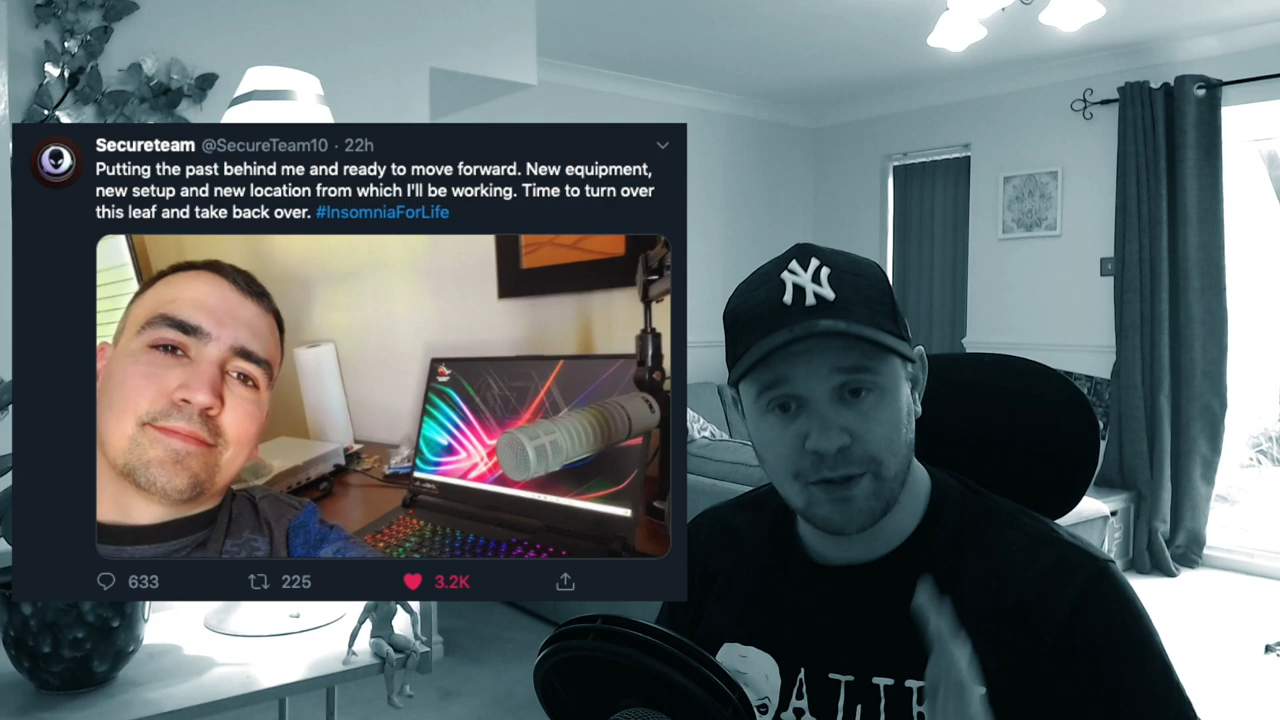 Secureteam @SecureTeam10 · 22h
Putting the past behind me and ready to move forward. New equipment,
new setup and new location from which I'll be working. Time to turn over
this leaf and take back over. #InsomniaForLife
633 225 3.2K
NY